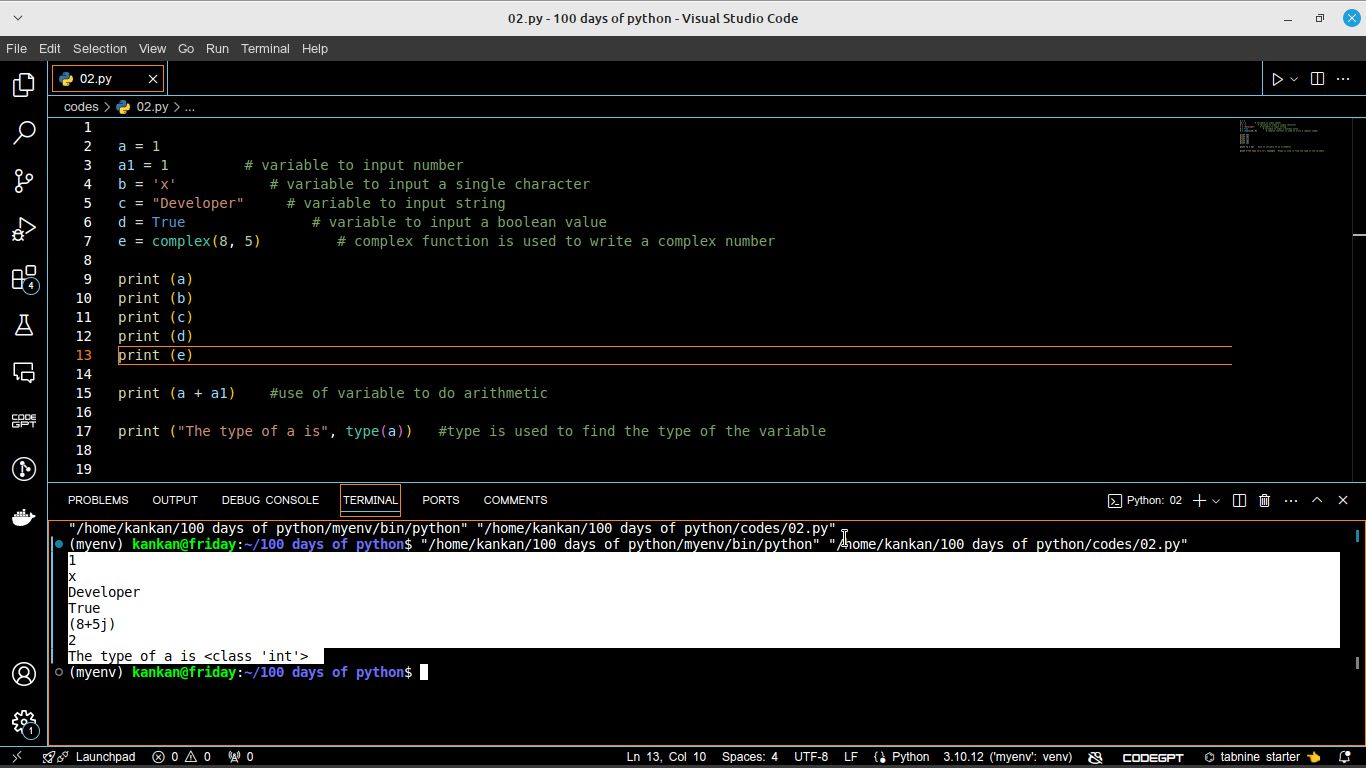 02.py - 100 days of python - Visual Studio Code
File Edit Selection View Go Run Terminal Help
02.py
codes > 02.py > ...
1
2 a = 1
3 a1 = 1 # variable to input number
4 b = 'x' # variable to input a single character
5 c = "Developer" # variable to input string
6 d = True # variable to input a boolean value
7 e = complex(8, 5) # complex function is used to write a complex number
8
9 print (a)
10 print (b)
11 print (c)
12 print (d)
13 print (e)
14
15 print (a + a1) #use of variable to do arithmetic
16
17 print ("The type of a is", type(a)) #type is used to find the type of the variable
18
19
4
CODE
GPT
PROBLEMS OUTPUT DEBUG CONSOLE TERMINAL PORTS COMMENTS Python: 02
"/home/kankan/100 days of python/myenv/bin/python" "/home/kankan/100 days of python/codes/02.py"
(myenv) kankan@friday:~/100 days of python$ "/home/kankan/100 days of python/myenv/bin/python" "/home/kankan/100 days of python/codes/02.py"
1
x
Developer
True
(8+5j)
2
The type of a is <class 'int'>
(myenv) kankan@friday:~/100 days of python$
1
Launchpad 0 0 0 Ln 13, Col 10 Spaces: 4 UTF-8 LF Python 3.10.12 ('myenv': venv) CODEGPT tabnine starter